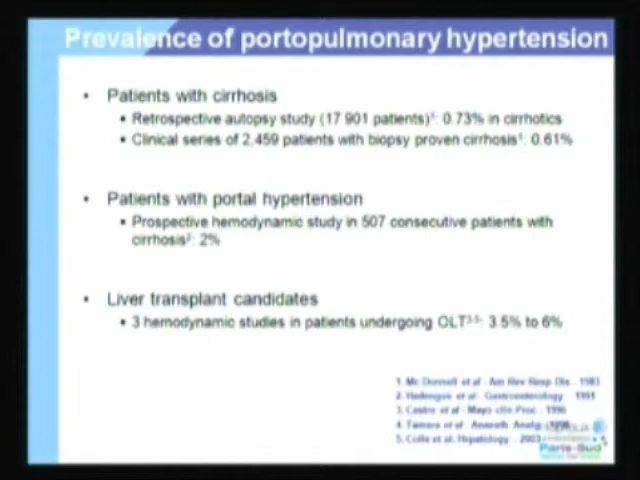 Prevalence of portopulmonary hypertension
• Patients with cirrhosis
• Retrospective autopsy study (17 901 patients)¹: 0.73% in cirrhotics
• Clinical series of 2,459 patients with biopsy proven cirrhosis¹: 0.61%
• Patients with portal hypertension
• Prospective hemodynamic study in 507 consecutive patients with
cirrhosis²: 2%
• Liver transplant candidates
• 3 hemodynamic studies in patients undergoing OLT³⁻⁵: 3.5% to 6%
1. Mc Donnell et al - Am Rev Resp Dis - 1983
2. Hadengue et al - Gastroenterology - 1991
3. Castro et al - Mayo clin Proc - 1996
4. et al - Anesth Analg
5. Colle et al, Hepatology - 2003
Paris-Sud